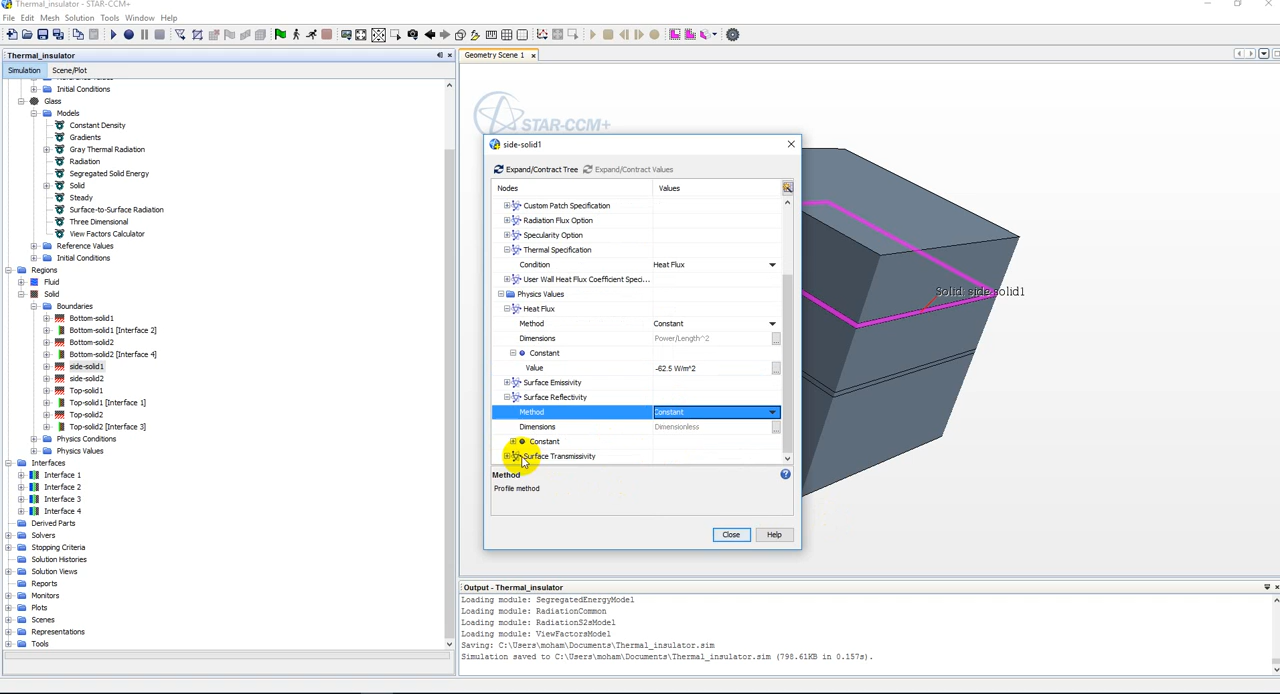 Thermal_insulator - STAR-CCM+
File Edit Mesh Solution Tools Window Help
Thermal_insulator
Simulation Scene/Plot
Initial Conditions
Glass
Models
Constant Density
Gradients
Gray Thermal Radiation
Radiation
Segregated Solid Energy
Solid
Steady
Surface-to-Surface Radiation
Three Dimensional
View Factors Calculator
Reference Values
Initial Conditions
Regions
Fluid
Solid
Boundaries
Bottom-solid1
Bottom-solid1 [Interface 2]
Bottom-solid2
Bottom-solid2 [Interface 4]
side-solid1
side-solid2
Top-solid1
Top-solid1 [Interface 1]
Top-solid2
Top-solid2 [Interface 3]
Physics Conditions
Physics Values
Interfaces
Interface 1
Interface 2
Interface 3
Interface 4
Derived Parts
Solvers
Stopping Criteria
Solution Histories
Solution Views
Reports
Monitors
Plots
Scenes
Representations
Tools
Geometry Scene 1
STAR-CCM+
Solid: side-solid1
side-solid1
Expand/Contract Tree Expand/Contract Values
Nodes Values
Custom Patch Specification
Radiation Flux Option
Specularity Option
Thermal Specification
Condition Heat Flux
User Wall Heat Flux Coefficient Speci...
Physics Values
Heat Flux
Method Constant
Dimensions Power/Length^2
Constant
Value -62.5 W/m^2
Surface Emissivity
Surface Reflectivity
Method Constant
Dimensions Dimensionless
Constant
Surface Transmissivity
Method
Profile method
Close Help
Output - Thermal_insulator
Loading module: SegregatedEnergyModel
Loading module: RadiationCommon
Loading module: RadiationS2sModel
Loading module: ViewFactorsModel
Saving: C:\Users\moham\Documents\Thermal_insulator.sim
Simulation saved to C:\Users\moham\Documents\Thermal_insulator.sim (798.61KB in 0.157s).